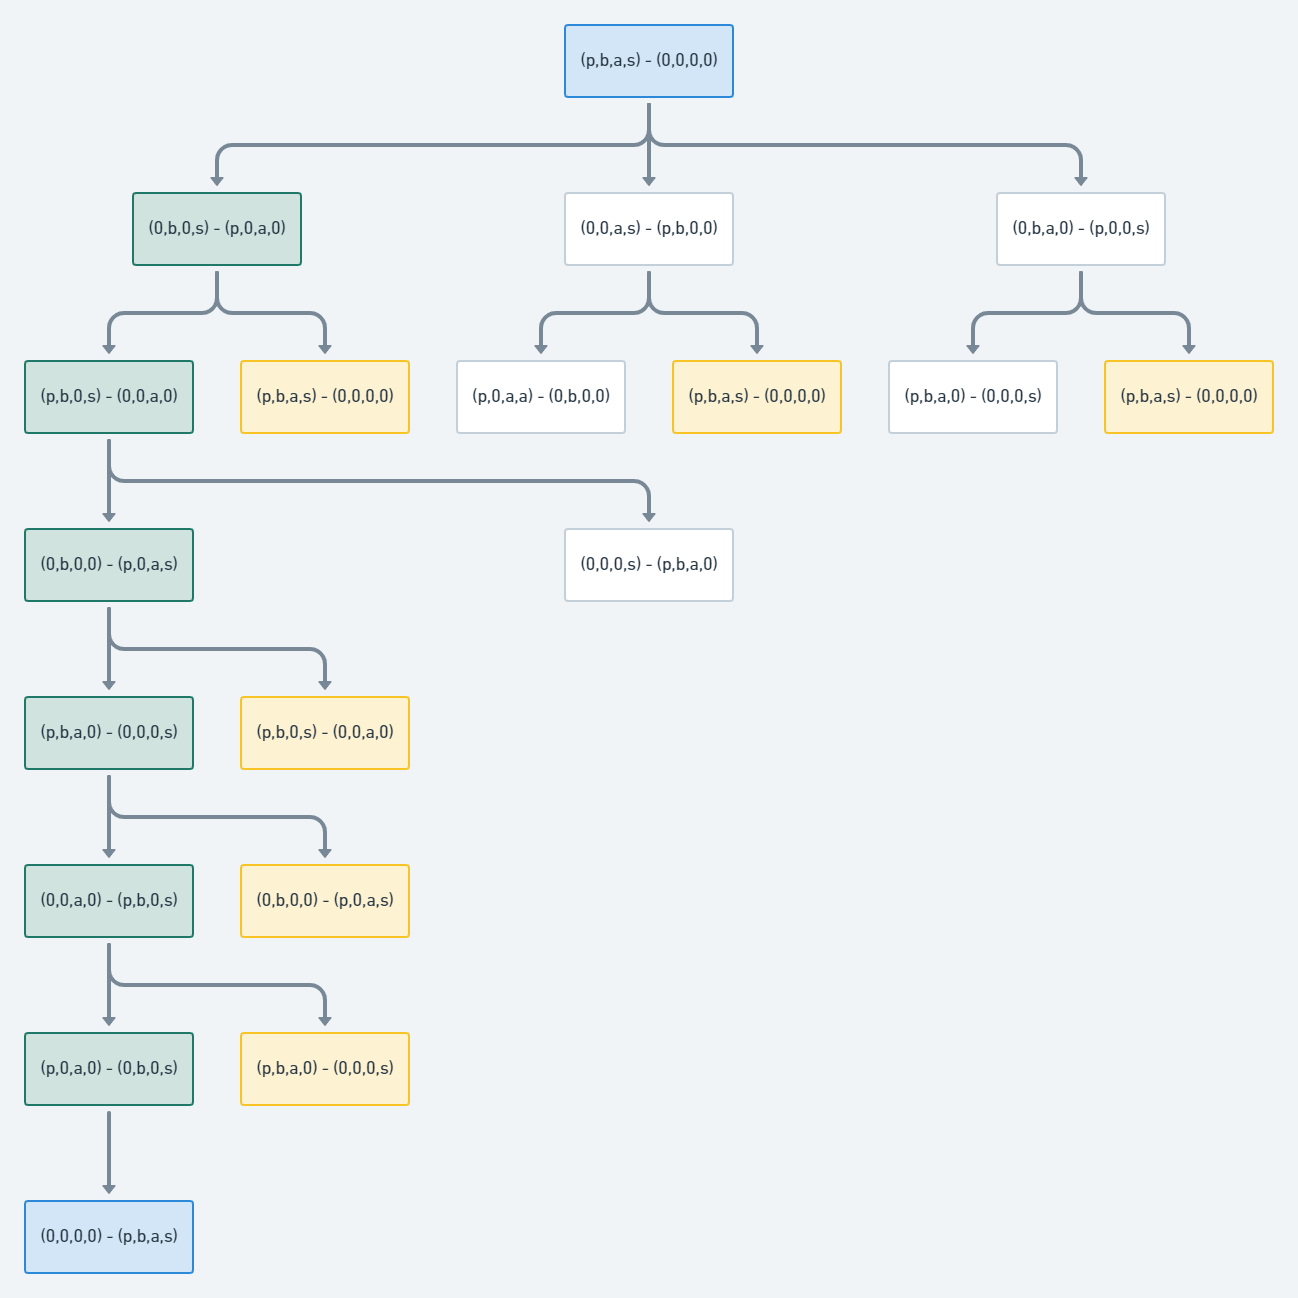 (p,b,a,s) - (0,0,0,0)
(0,b,0,s) - (p,0,a,0)
(0,0,a,s) - (p,b,0,0)
(0,b,a,0) - (p,0,0,s)
(p,b,0,s) - (0,0,a,0)
(p,b,a,s) - (0,0,0,0)
(p,0,a,a) - (0,b,0,0)
(p,b,a,s) - (0,0,0,0)
(p,b,a,0) - (0,0,0,s)
(p,b,a,s) - (0,0,0,0)
(0,b,0,0) - (p,0,a,s)
(0,0,0,s) - (p,b,a,0)
(p,b,a,0) - (0,0,0,s)
(p,b,0,s) - (0,0,a,0)
(0,0,a,0) - (p,b,0,s)
(0,b,0,0) - (p,0,a,s)
(p,0,a,0) - (0,b,0,s)
(p,b,a,0) - (0,0,0,s)
(0,0,0,0) - (p,b,a,s)